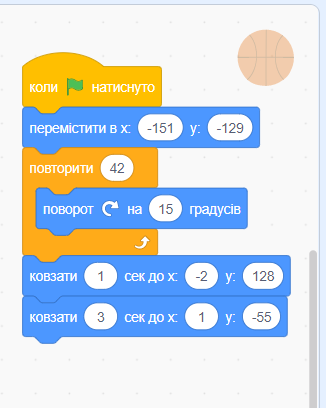 коли натиснуто
перемістити в x: -151 y: -129
повторити 42
поворот на 15 градусів
ковзати 1 сек до x: -2 y: 128
ковзати 3 сек до x: 1 y: -55